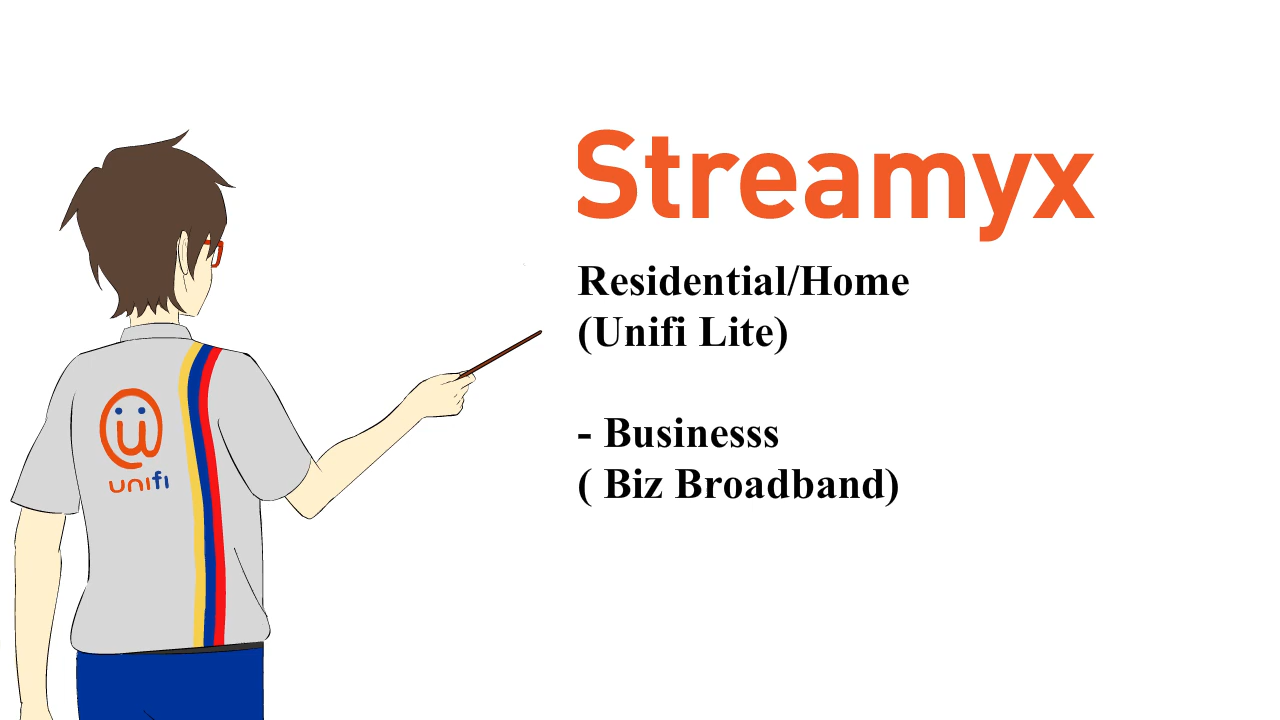 Streamyx
Residential/Home
(Unifi Lite)
- Businesss
( Biz Broadband)
unifi